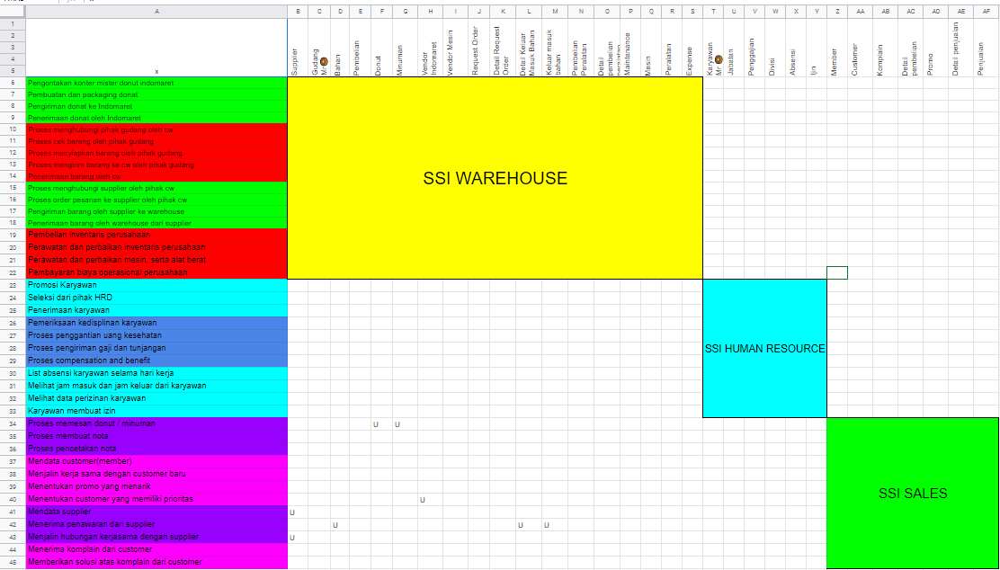 A B C D E F G H I J K L M N O P Q R S T U V W X Y Z AA AB AC AD AE AF
1
2
3
4
5 x
Supplier
Gudang
Mr
Bahan
Pembelian
Donut
Minuman
Vendor
Indomaret
Vendor Mesin
Request Order
Detail Request
Order
Detail Keluar
Masuk Bahan
Keluar masuk
bahan
Pembelian
Peralatan
Detail
pembelian
Maintanance
Mesin
Peralatan
Expense
Karyawan
Mr
Jabatan
Penggajian
Divisi
Absensi
Ijin
Member
Customer
Komplain
Detail
pembelian
Promo
Detail penjualan
Penjualan
6 Pengontakan konter mister donut indomaret
7 Pembuatan dan packaging donat
8 Pengiriman donat ke Indomaret
9 Penerimaan donat oleh Indomaret
10 Proses menghubungi pihak gudang oleh cw
11 Proses cek barang oleh pihak gudang
12 Proses menyiapkan barang oleh pihak gudang
13 Proses mengirim barang ke cw oleh pihak gudang
14 Penerimaan barang oleh cw
SSI WAREHOUSE
15 Proses menghubungi supplier oleh pihak cw
16 Proses order pesanan ke supplier oleh pihak cw
17 Pengiriman barang oleh supplier ke warehouse
18 Penerimaan barang oleh warehouse dari supplier
19 Pembelian inventaris perusahaan
20 Perawatan dan perbaikan inventaris perusahaan
21 Perawatan dan perbaikan mesin, serta alat berat
22 Pembayaran biaya operasional perusahaan
23 Promosi Karyawan
24 Seleksi dari pihak HRD
25 Penerimaan karyawan
26 Pemeriksaan kedisplinan karyawan
27 Proses penggantian uang kesehatan
28 Proses pengiriman gaji dan tunjangan
SSI HUMAN RESOURCE
29 Proses compensation and benefit
30 List absensi karyawan selama hari kerja
31 Melihat jam masuk dan jam keluar dari karyawan
32 Melihat data perizinan karyawan
33 Karyawan membuat izin
34 Proses memesan donut / minuman U U
35 Proses membuat nota
36 Proses pencetakan nota
37 Mendata customer(member)
38 Menjalin kerja sama dengan customer baru
39 Menentukan promo yang menarik
SSI SALES
40 Menentukan customer yang memiliki prioritas U
41 Mendata supplier U
42 Menerima penawaran dari supplier U U U
43 Menjalin hubungan kerjasama dengan supplier U
44 Menerima komplain dari customer
45 Memberikan solusi atas komplain dari customer